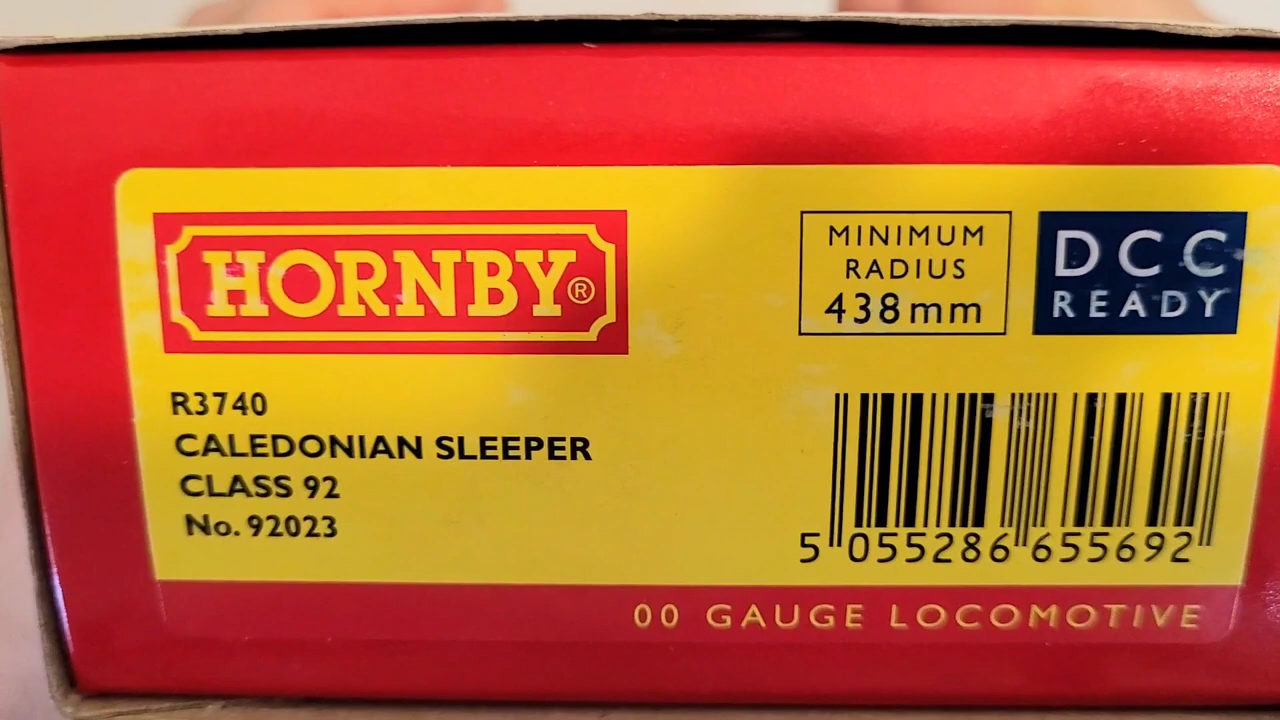 HORNBY®
MINIMUM
RADIUS
438mm
DCC
READY
R3740
CALEDONIAN SLEEPER
CLASS 92
No. 92023
5 055286 655692
00 GAUGE LOCOMOTIVE